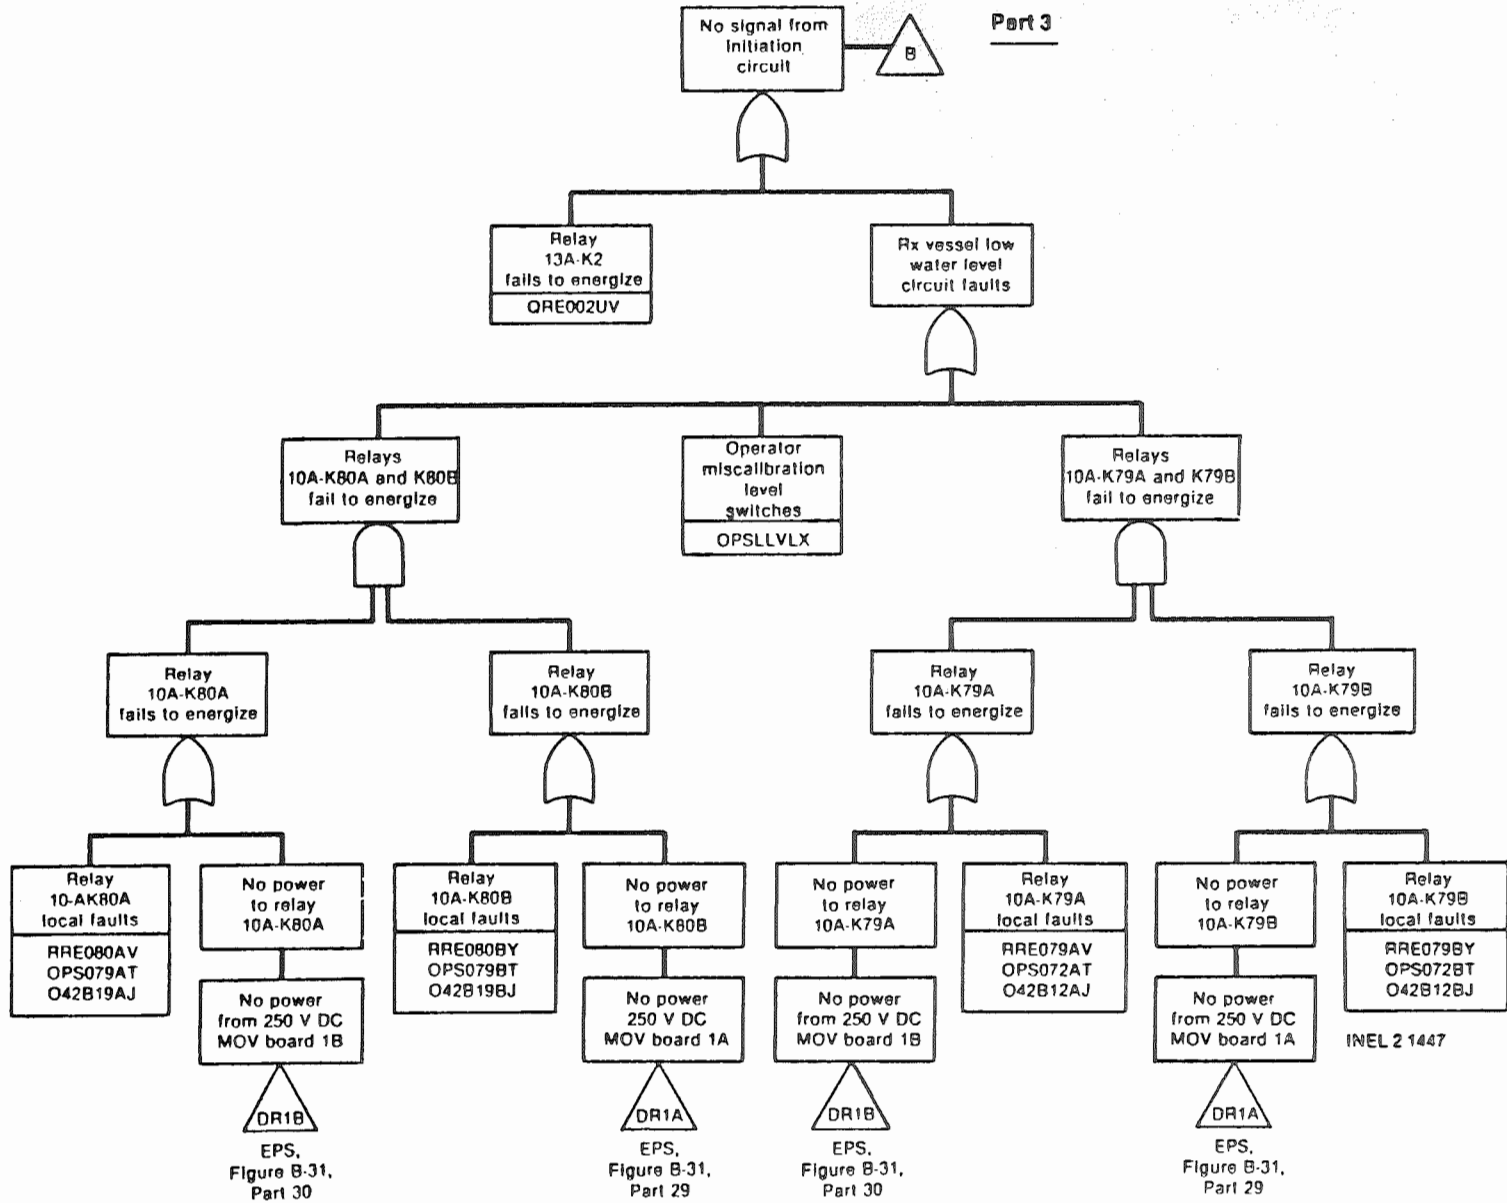 Part 3
No signal from
Initiation
circuit
B
Relay
13A-K2
fails to energize
QRE002UV
Rx vessel low
water level
circuit faults
Relays
10A-K80A and K80B
fail to energize
Operator
miscalibration
level
switches
OPSLLVLX
Relays
10A-K79A and K79B
fail to energize
Relay
10A-K80A
fails to energize
Relay
10A-K80B
fails to energize
Relay
10A-K79A
fails to energize
Relay
10A-K79B
fails to energize
Relay
10-AK80A
local faults
RRE080AV
OPS079AT
O42B19AJ
No power
to relay
10A-K80A
No power
from 250 V DC
MOV board 1B
DR1B
EPS,
Figure B-31,
Part 30
Relay
10A-K80B
local faults
RRE080BY
OPS079BT
O42B19BJ
No power
to relay
10A-K80B
No power
250 V DC
MOV board 1A
DR1A
EPS,
Figure B-31,
Part 29
No power
to relay
10A-K79A
No power
from 250 V DC
MOV board 1B
DR1B
EPS,
Figure B-31,
Part 30
Relay
10A-K79A
local faults
RRE079AV
OPS072AT
O42B12AJ
No power
to relay
10A-K79B
No power
from 250 V DC
MOV board 1A
DR1A
EPS,
Figure B-31,
Part 29
Relay
10A-K79B
local faults
RRE079BY
OPS072BT
O42B12BJ
INEL 2 1447